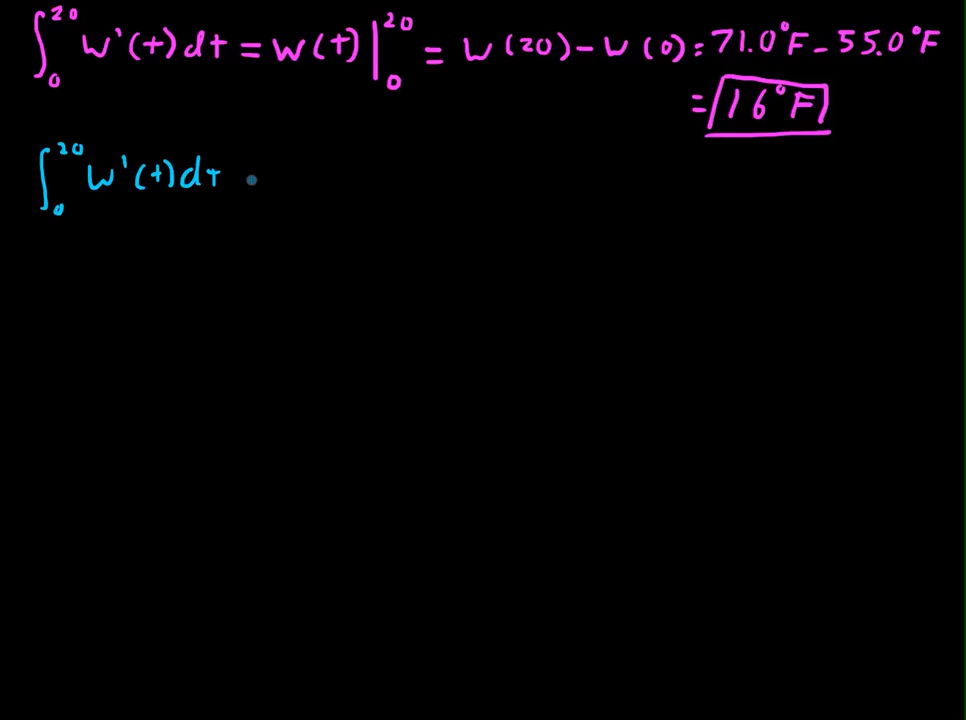 ∫₀²⁰ W'(t) dt = W(t) |₀²⁰ = W(20) - W(0) = 71.0°F - 55.0°F
= 16°F
∫₀²⁰ W'(t) dt